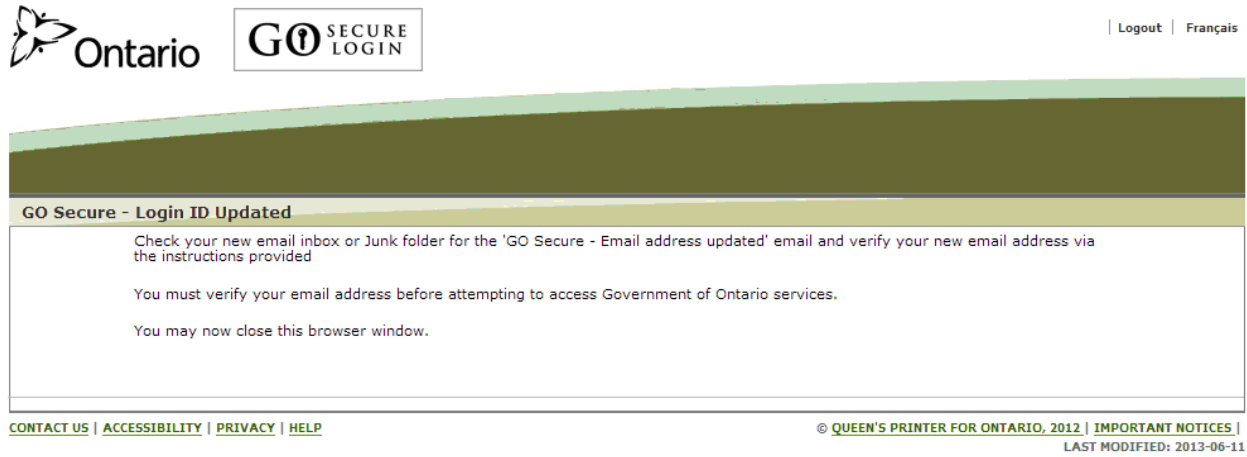 Ontario
GO SECURE LOGIN
| Logout | Français
GO Secure - Login ID Updated
Check your new email inbox or Junk folder for the 'GO Secure - Email address updated' email and verify your new email address via
the instructions provided
You must verify your email address before attempting to access Government of Ontario services.
You may now close this browser window.
CONTACT US | ACCESSIBILITY | PRIVACY | HELP
© QUEEN'S PRINTER FOR ONTARIO, 2012 | IMPORTANT NOTICES |
LAST MODIFIED: 2013-06-11